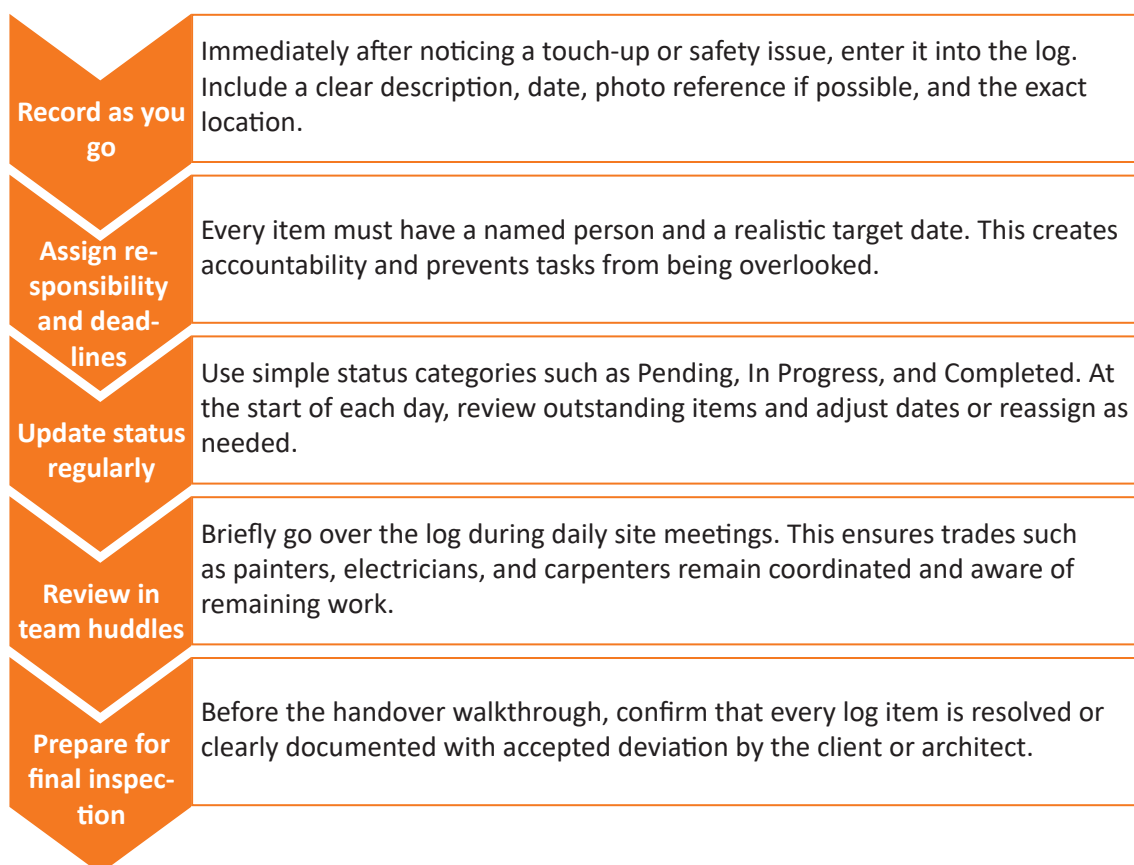 Record as you
go
Immediately after noticing a touch-up or safety issue, enter it into the log.
Include a clear description, date, photo reference if possible, and the exact
location.
Assign re-
sponsibility
and dead-
lines
Every item must have a named person and a realistic target date. This creates
accountability and prevents tasks from being overlooked.
Update status
regularly
Use simple status categories such as Pending, In Progress, and Completed. At
the start of each day, review outstanding items and adjust dates or reassign as
needed.
Review in
team huddles
Briefly go over the log during daily site meetings. This ensures trades such
as painters, electricians, and carpenters remain coordinated and aware of
remaining work.
Prepare for
final inspec-
tion
Before the handover walkthrough, confirm that every log item is resolved or
clearly documented with accepted deviation by the client or architect.